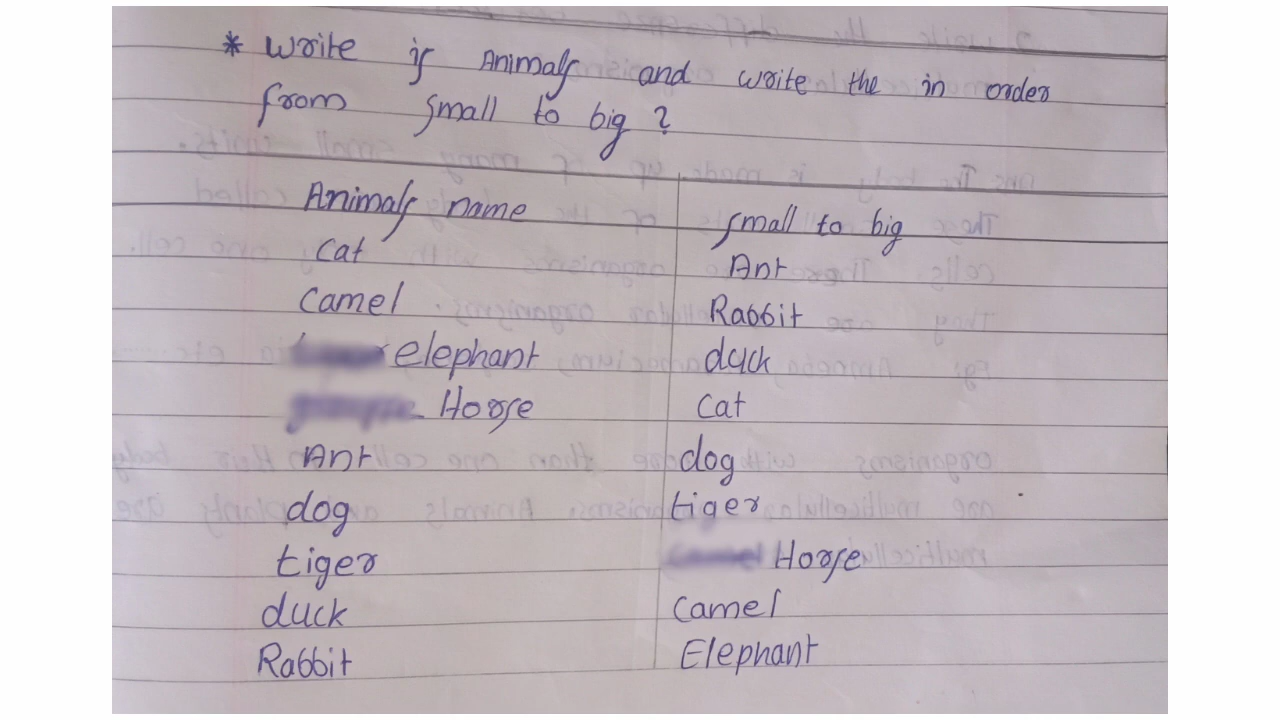 * write is Animals and write the in order
from small to big ?
Animals name
small to big
cat
Ant
camel
Rabbit
elephant
duck
Horse
cat
Ant
dog
dog
tiger
tiger
Horse
duck
camel
Rabbit
Elephant